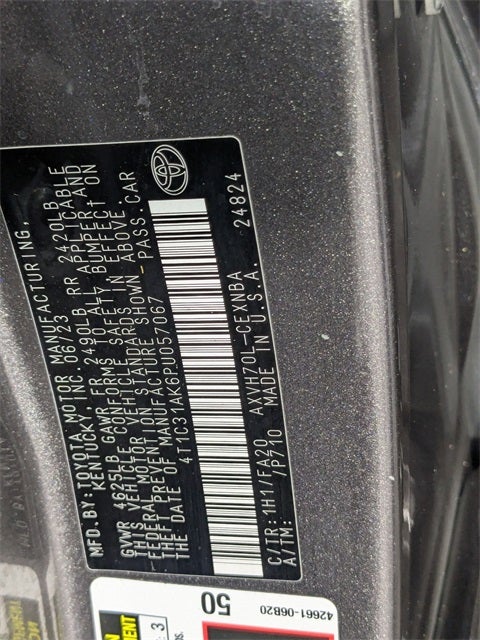 MFD. BY: TOYOTA MOTOR MANUFACTURING,
KENTUCKY, INC. 06/23
GVWR 4625LB GAWR FR 2490LB RR 2420LB
THIS VEHICLE CONFORMS TO ALL APPLICABLE
FEDERAL MOTOR VEHICLE SAFETY, BUMPER, AND
THEFT PREVENTION STANDARDS IN EFFECT ON
THE DATE OF MANUFACTURE SHOWN ABOVE.
4T1C31AK6PU057067 PASS. CAR
C/TR: 1H1/FA20 AXVH70L-CEXNBA
A/TM: /P710 MADE IN U.S.A. 24824
42661-06B20
50